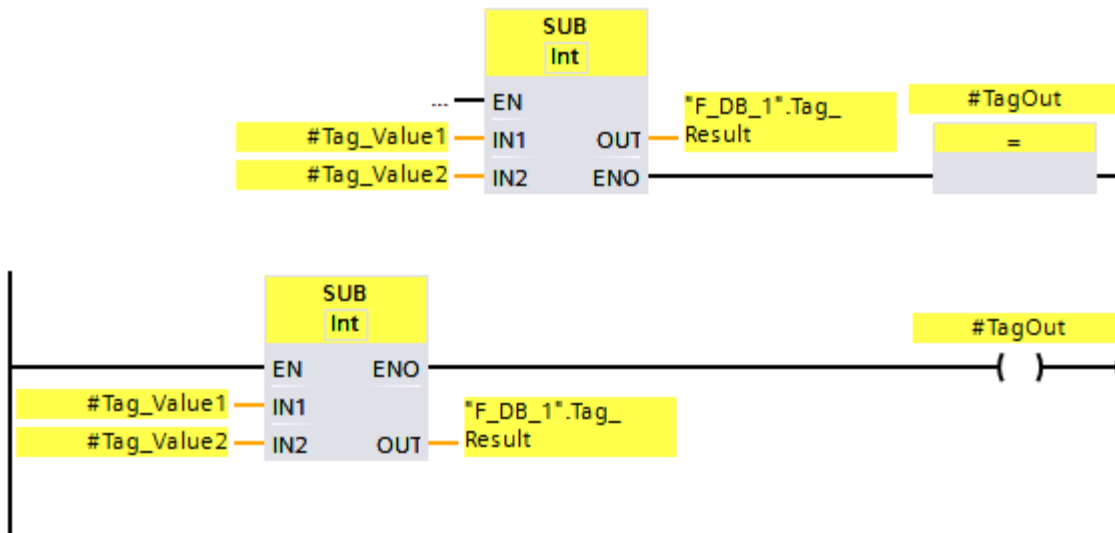 SUB
Int
... EN
#Tag_Value1 IN1 OUT "F_DB_1".Tag_
Result
#Tag_Value2 IN2 ENO
#TagOut
=
SUB
Int
EN ENO
#Tag_Value1 IN1
#Tag_Value2 IN2 OUT "F_DB_1".Tag_
Result
#TagOut
( )